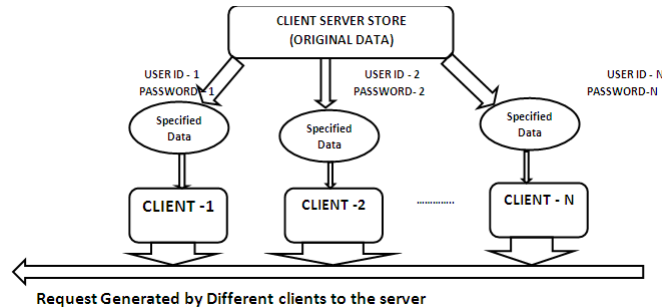 CLIENT SERVER STORE
(ORIGINAL DATA)
USER ID - 1
PASSWORD - 1
USER ID - 2
PASSWORD- 2
USER ID - N
PASSWORD-N
Specified
Data
Specified
Data
Specified
Data
CLIENT -1
CLIENT -2
..............
CLIENT - N
Request Generated by Different clients to the server